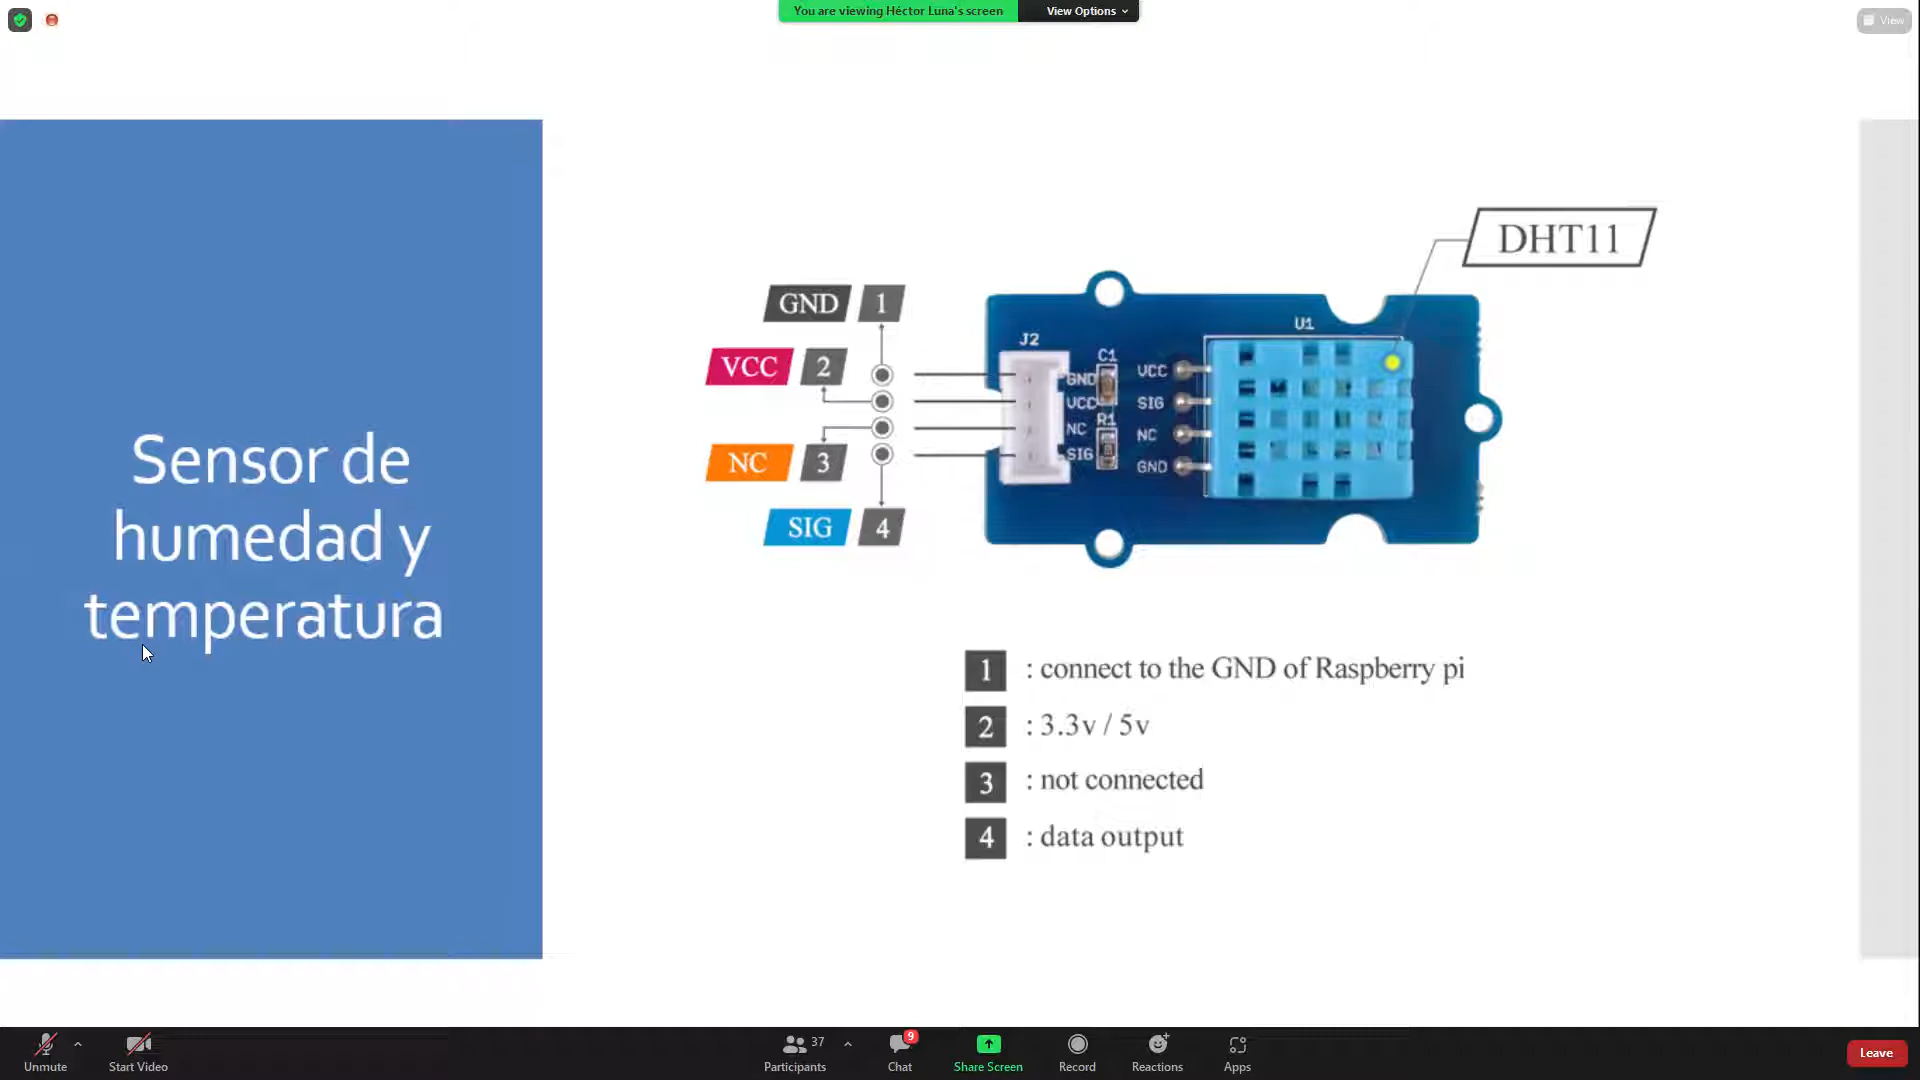 You are viewing Héctor Luna's screen
View Options
View
DHT11
GND 1
VCC 2
NC 3
SIG 4
J2
C1
GND
VCC
R1
NC
SIG
U1
VCC
SIG
NC
GND
Sensor de
humedad y
temperatura
1 : connect to the GND of Raspberry pi
2 : 3.3v / 5v
3 : not connected
4 : data output
Unmute
Start Video
37
Participants
9
Chat
Share Screen
Record
Reactions
Apps
Leave